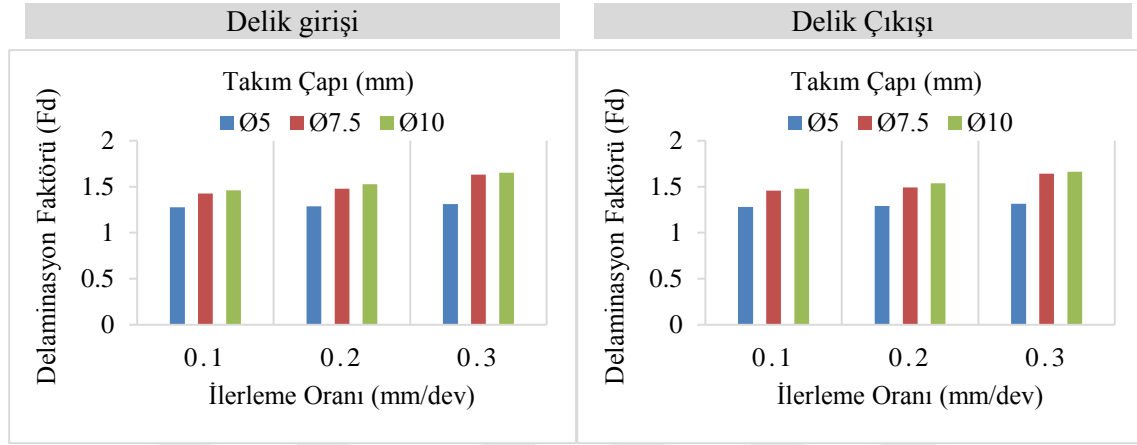 Delik girişi
Takım Çapı (mm)
Ø5 Ø7.5 Ø10
Delaminasyon Faktörü (Fd)
2
1.5
1
0.5
0
0.1 0.2 0.3
İlerleme Oranı (mm/dev)
Delik Çıkışı
Takım Çapı (mm)
Ø5 Ø7.5 Ø10
Delaminasyon Faktörü (Fd)
2
1.5
1
0.5
0
0.1 0.2 0.3
İlerleme Oranı (mm/dev)